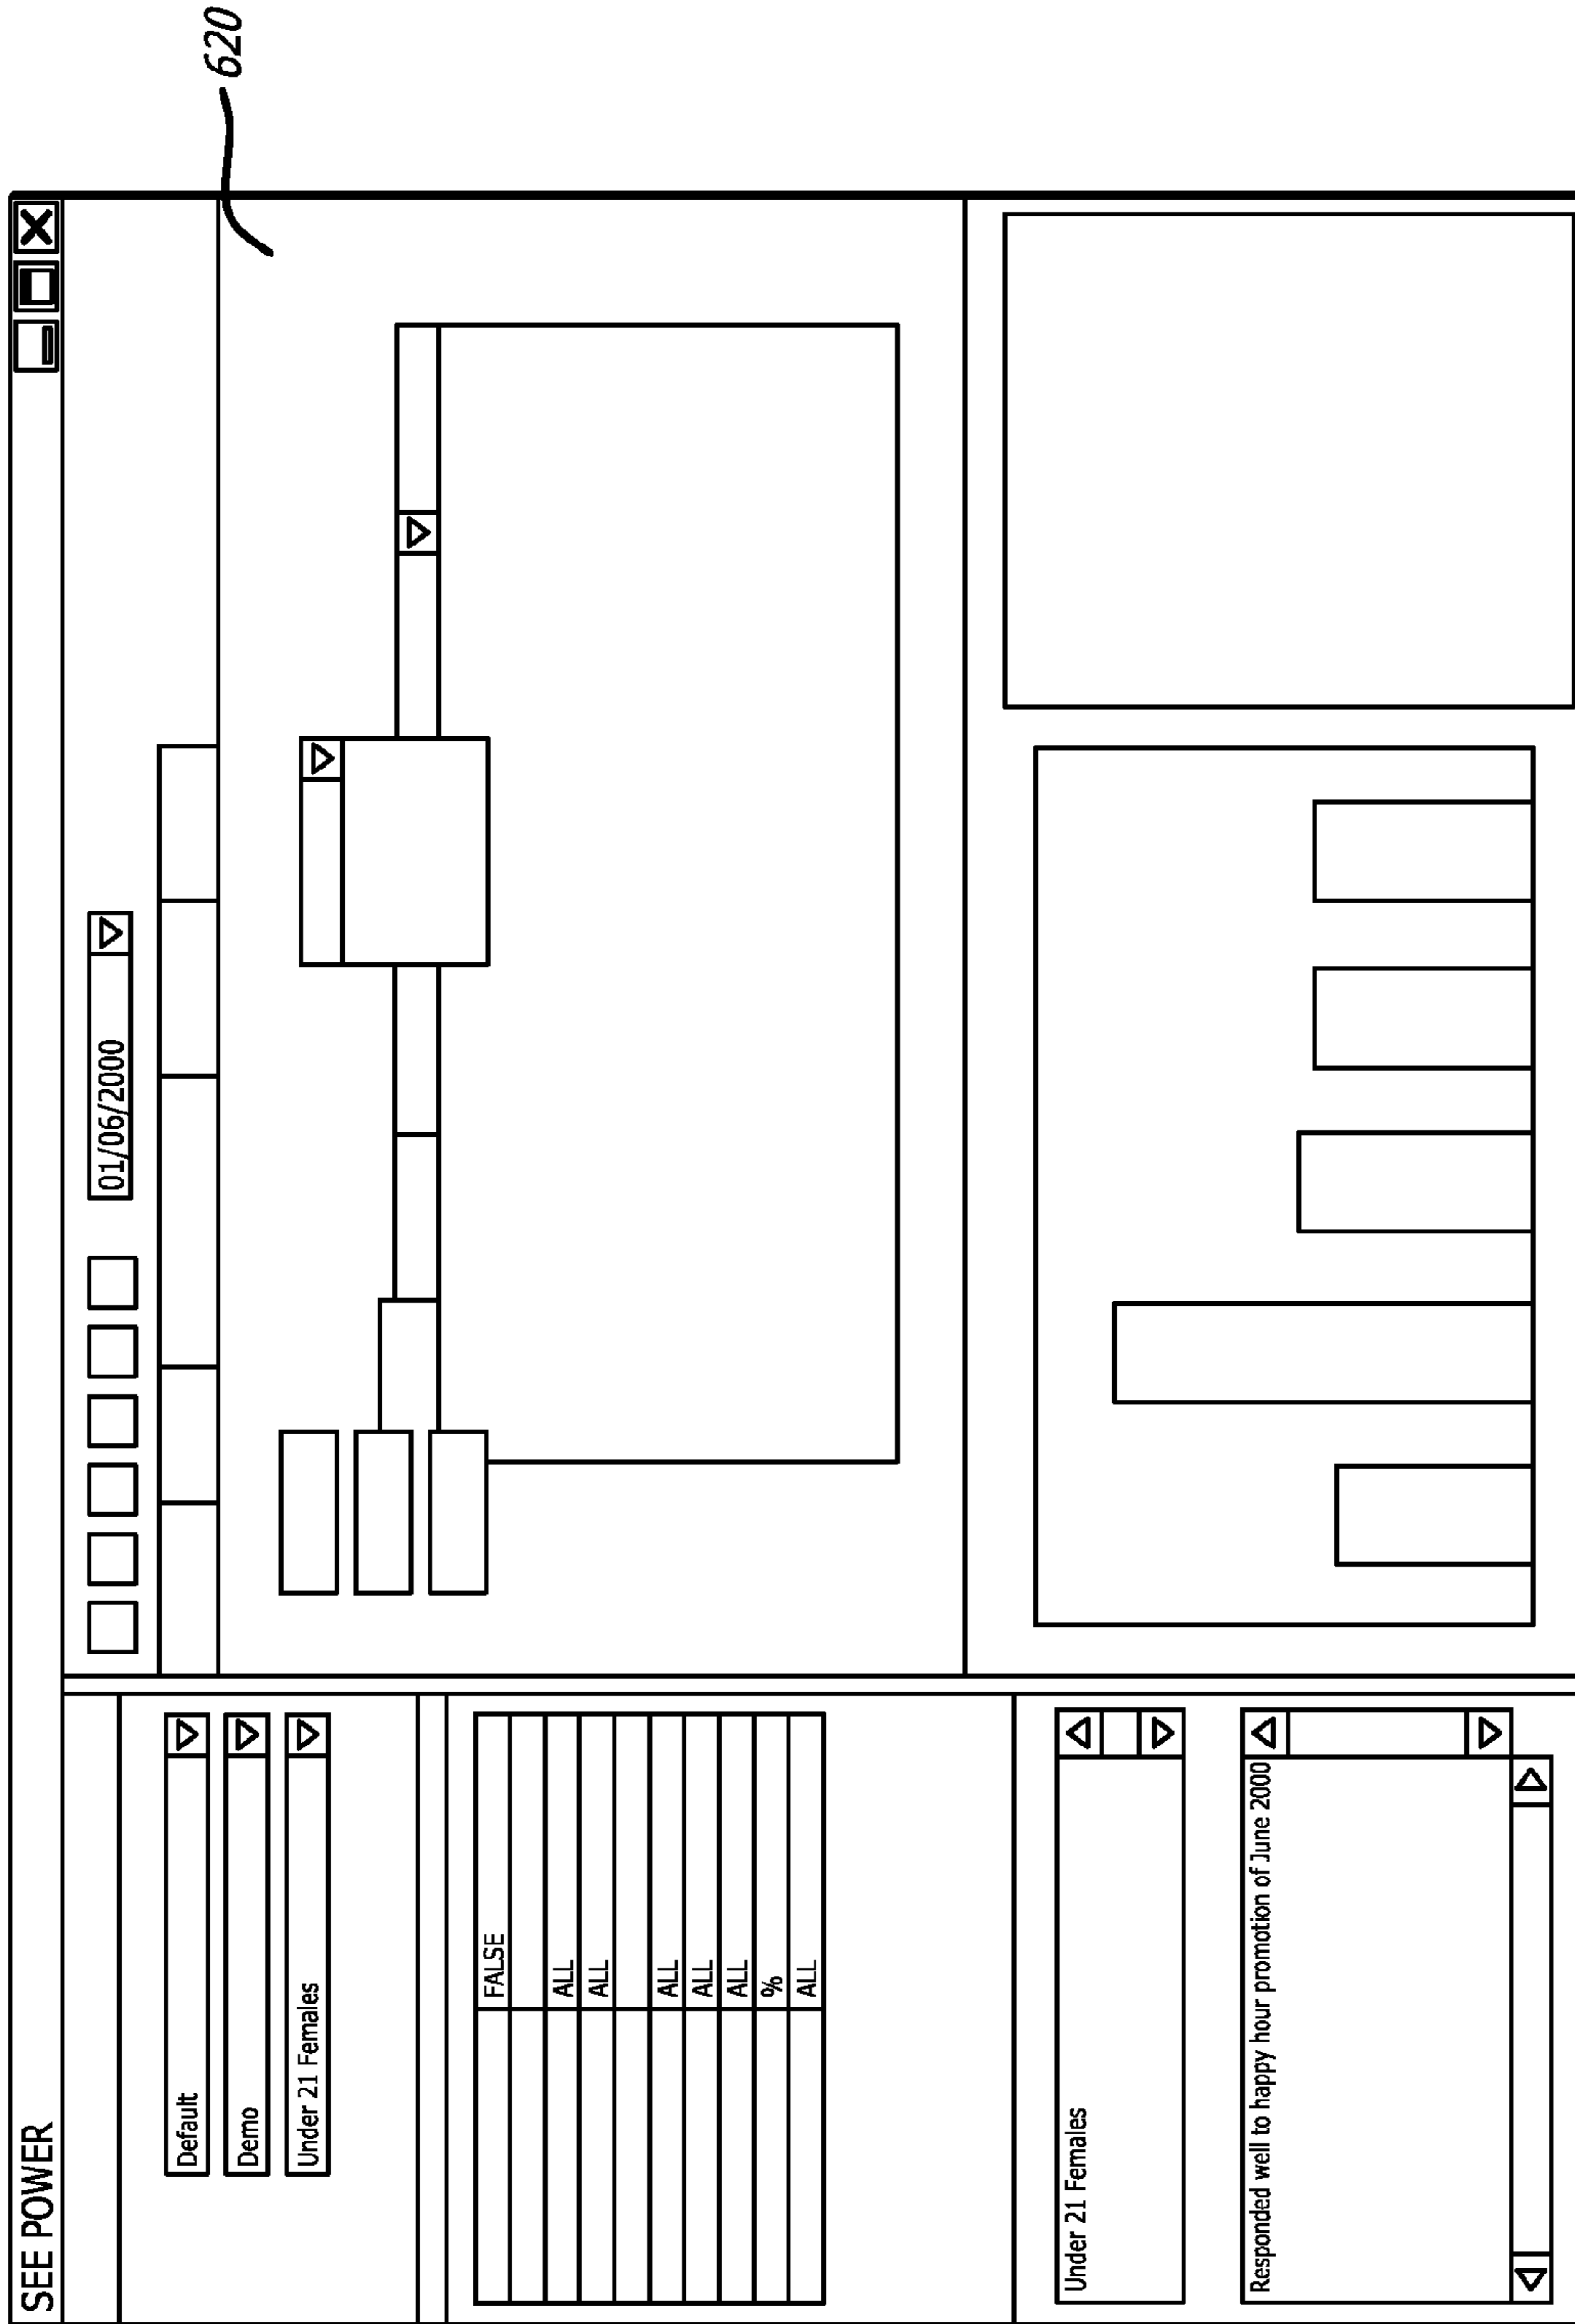 SEE POWER
01/06/2000
620
Default
Demo
Under 21 Females
FALSE
ALL
ALL
ALL
ALL
ALL
%
ALL
Under 21 Females
Responded well to happy hour promotion of June 2000